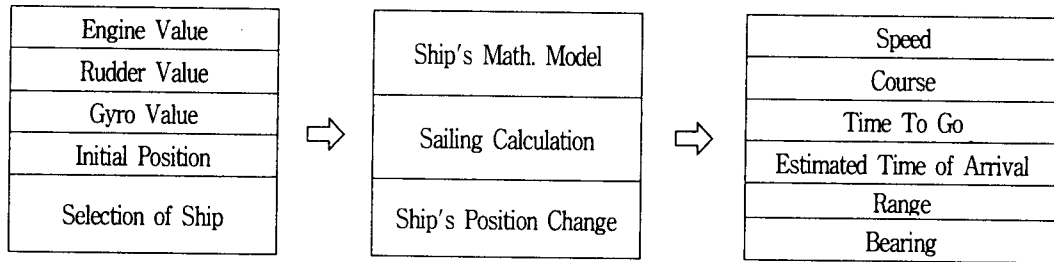 Engine Value
Rudder Value
Gyro Value
Initial Position
Selection of Ship
Ship's Math. Model
Sailing Calculation
Ship's Position Change
Speed
Course
Time To Go
Estimated Time of Arrival
Range
Bearing